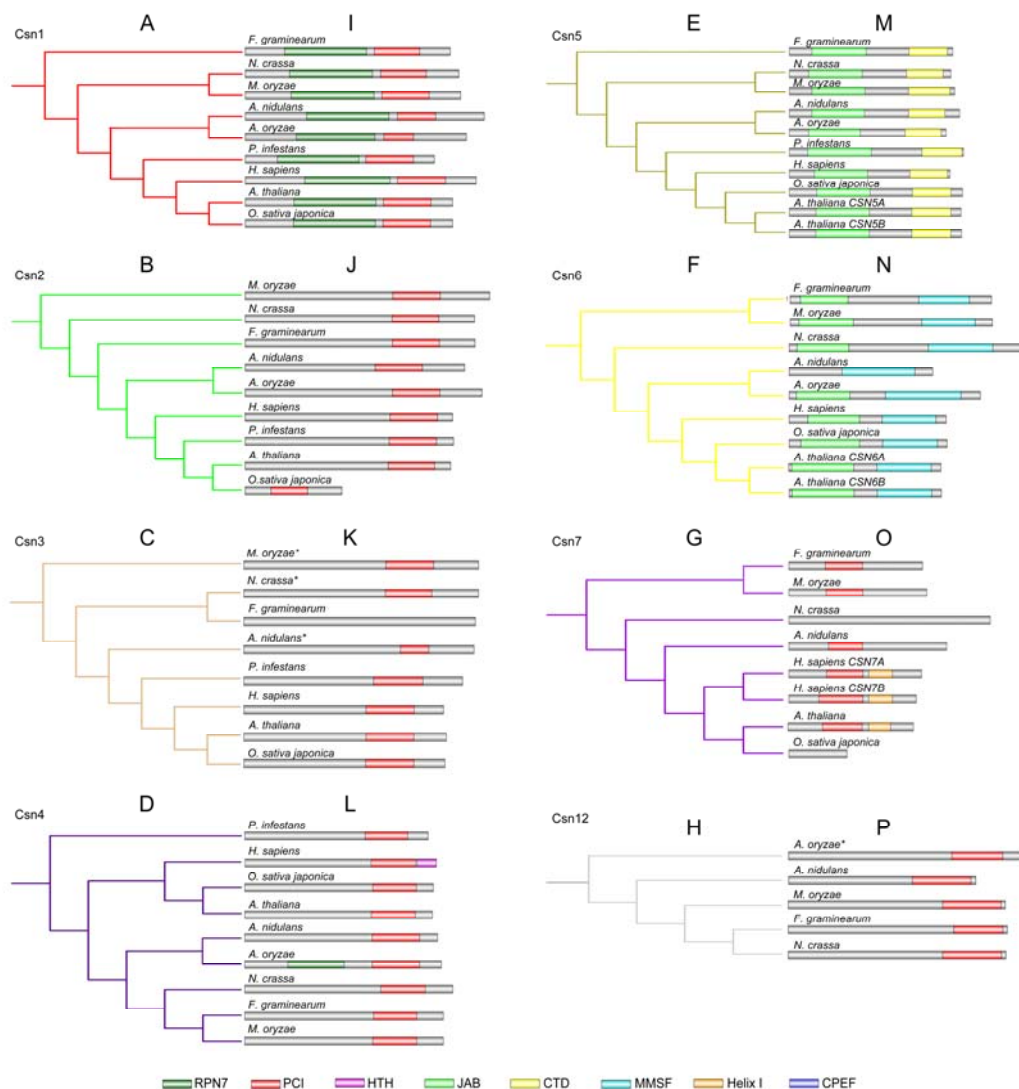 A
I
Csn1
F. graminearum
N. crassa
M. oryzae
A. nidulans
A. oryzae
P. infestans
H. sapiens
A. thaliana
O. sativa japonica
B
J
Csn2
M. oryzae
N. crassa
F. graminearum
A. nidulans
A. oryzae
H. sapiens
P. infestans
A. thaliana
O.sativa japonica
C
K
Csn3
M. oryzae*
N. crassa*
F. graminearum
A. nidulans*
P. infestans
H. sapiens
A. thaliana
O. sativa japonica
D
L
Csn4
P. infestans
H. sapiens
O. sativa japonica
A. thaliana
A. nidulans
A. oryzae
N. crassa
F. graminearum
M. oryzae
E
M
Csn5
F. graminearum
N. crassa
M. oryzae
A. nidulans
A. oryzae
P. infestans
H. sapiens
O. sativa japonica
A. thaliana CSN5A
A. thaliana CSN5B
F
N
Csn6
F. graminearum
M. oryzae
N. crassa
A. nidulans
A. oryzae
H. sapiens
O. sativa japonica
A. thaliana CSN6A
A. thaliana CSN6B
G
O
Csn7
F. graminearum
M. oryzae
N. crassa
A. nidulans
H. sapiens CSN7A
H. sapiens CSN7B
A. thaliana
O. sativa japonica
H
P
Csn12
A. oryzae*
A. nidulans
M. oryzae
F. graminearum
N. crassa
RPN7 PCI HTH JAB CTD MMSF Helix I CPEF